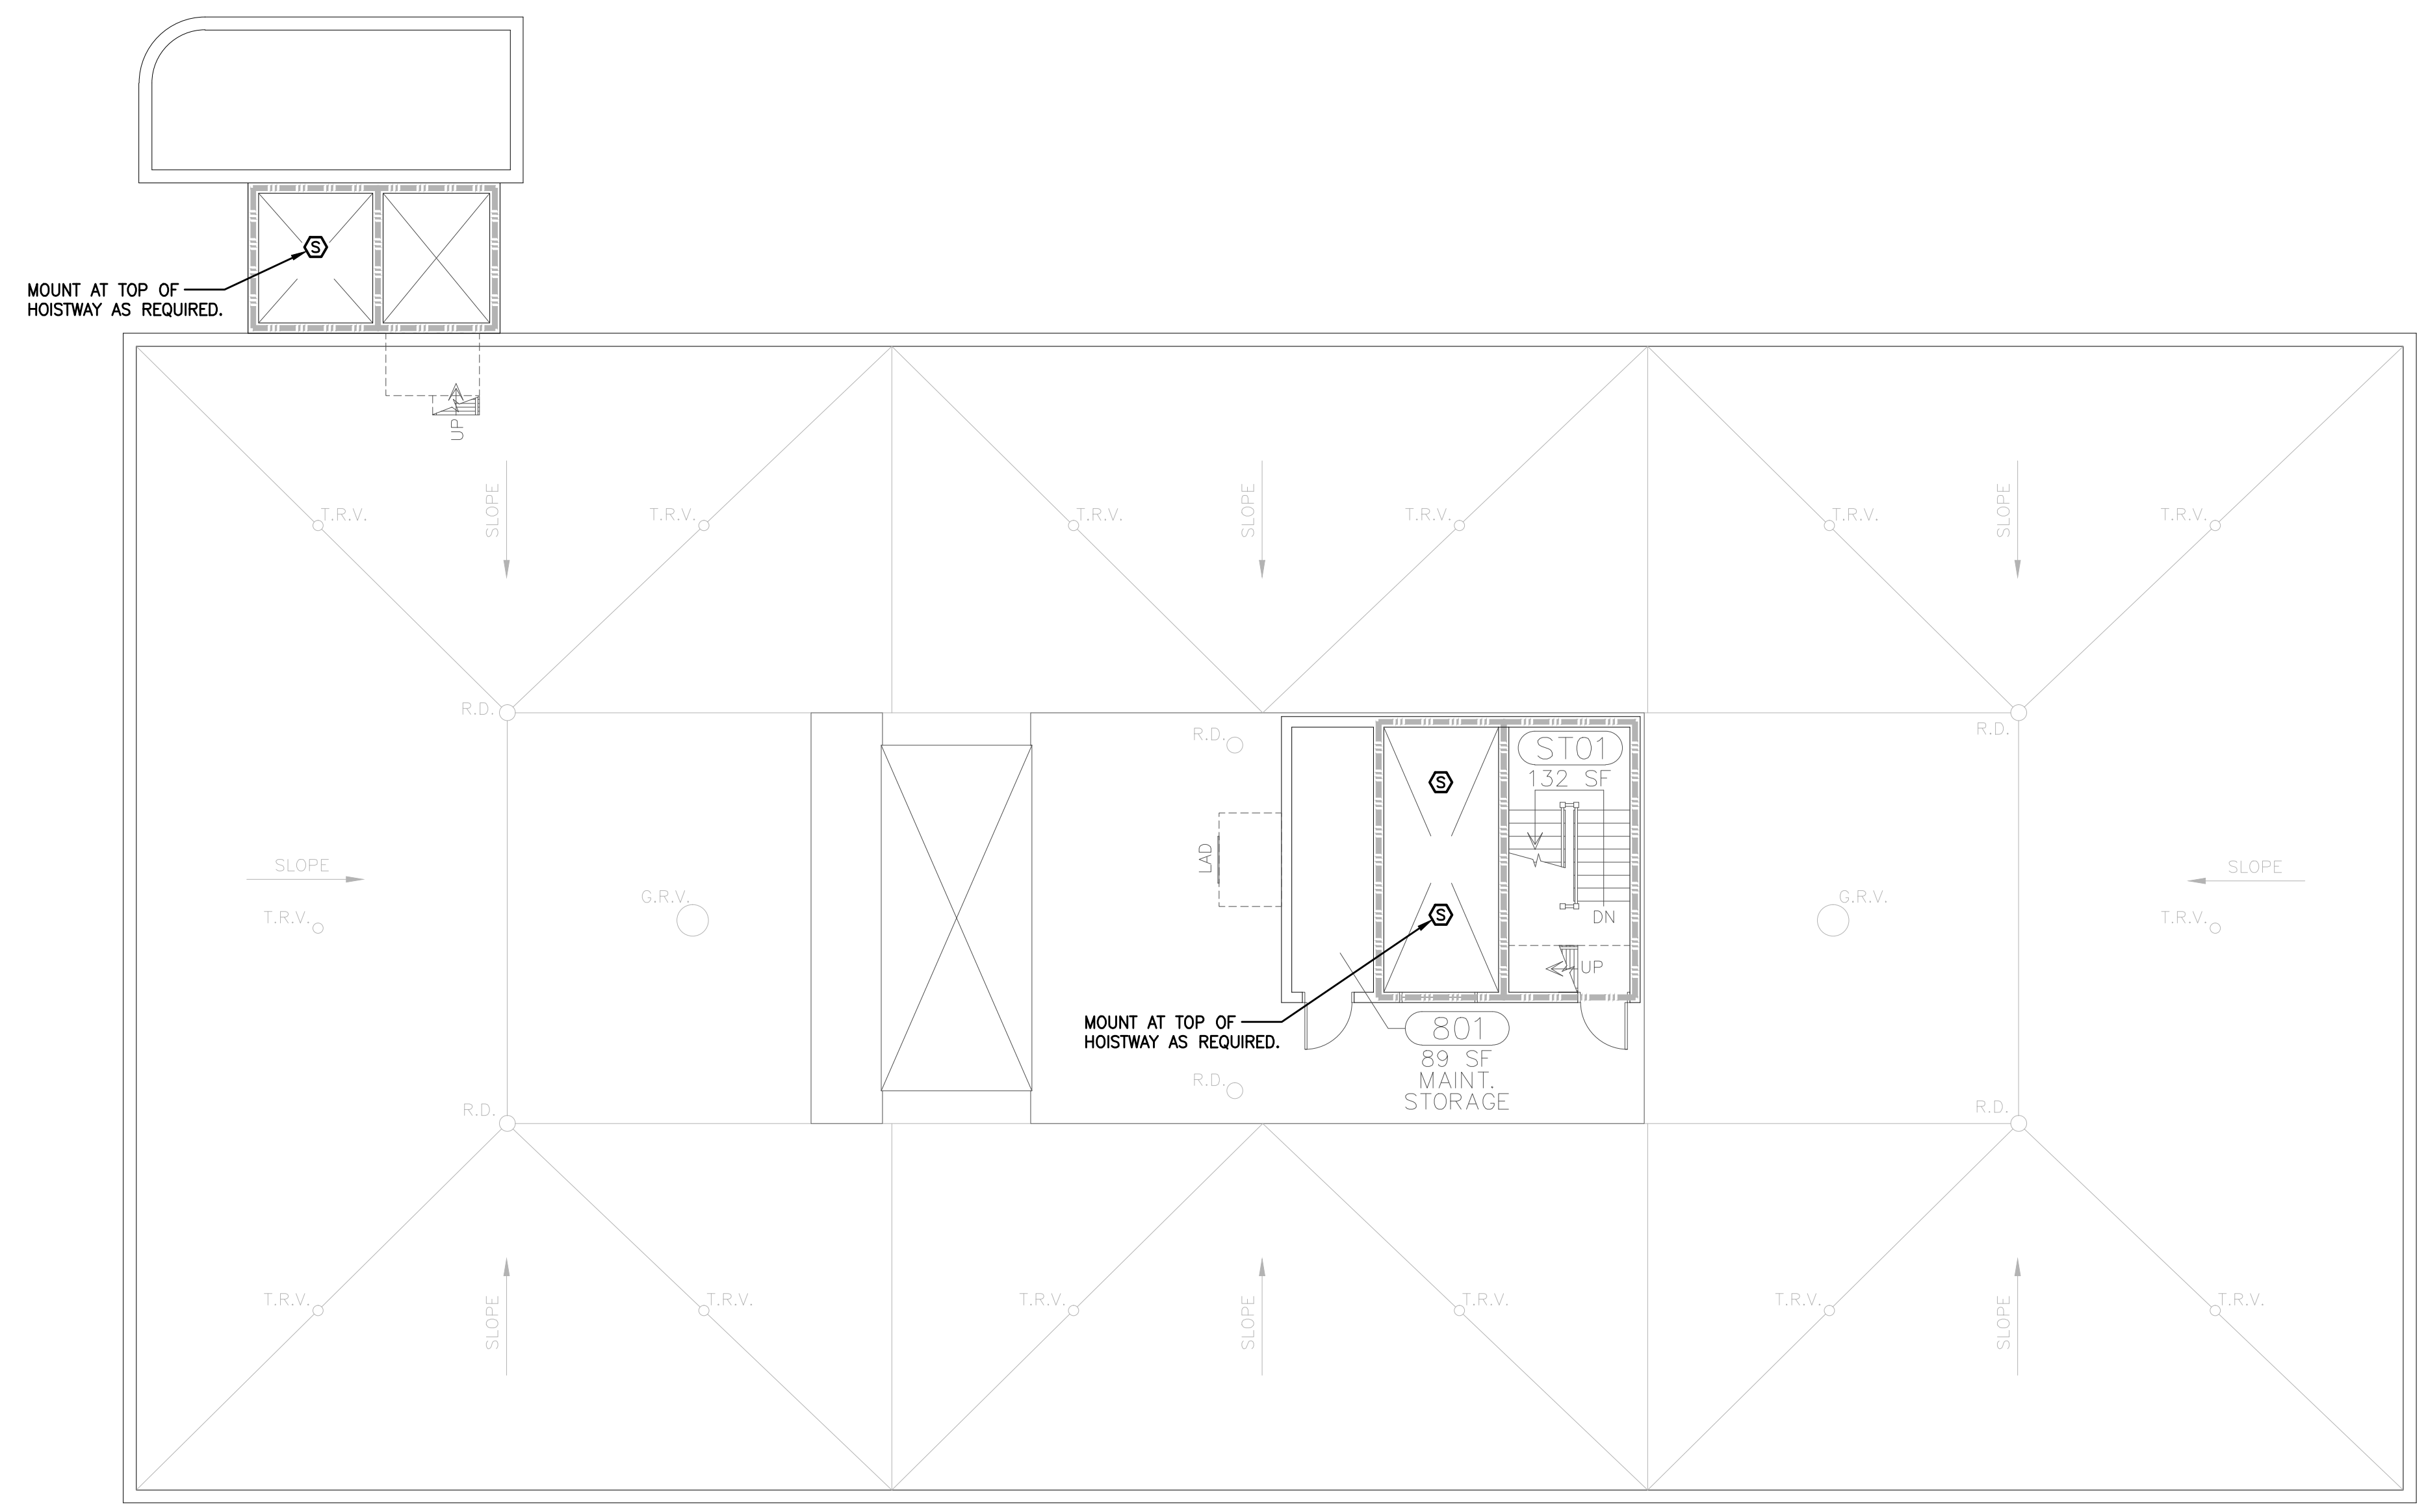 S
MOUNT AT TOP OF
HOISTWAY AS REQUIRED.
UP
SLOPE
SLOPE
SLOPE
T.R.V.
T.R.V.
T.R.V.
T.R.V.
T.R.V.
T.R.V.
R.D.
R.D.
R.D.
ST01
132 SF
S
LAD
SLOPE
SLOPE
G.R.V.
G.R.V.
T.R.V.
T.R.V.
S
DN
UP
MOUNT AT TOP OF
HOISTWAY AS REQUIRED.
801
89 SF
MAINT.
STORAGE
R.D.
R.D.
R.D.
T.R.V.
T.R.V.
T.R.V.
T.R.V.
T.R.V.
T.R.V.
SLOPE
SLOPE
SLOPE